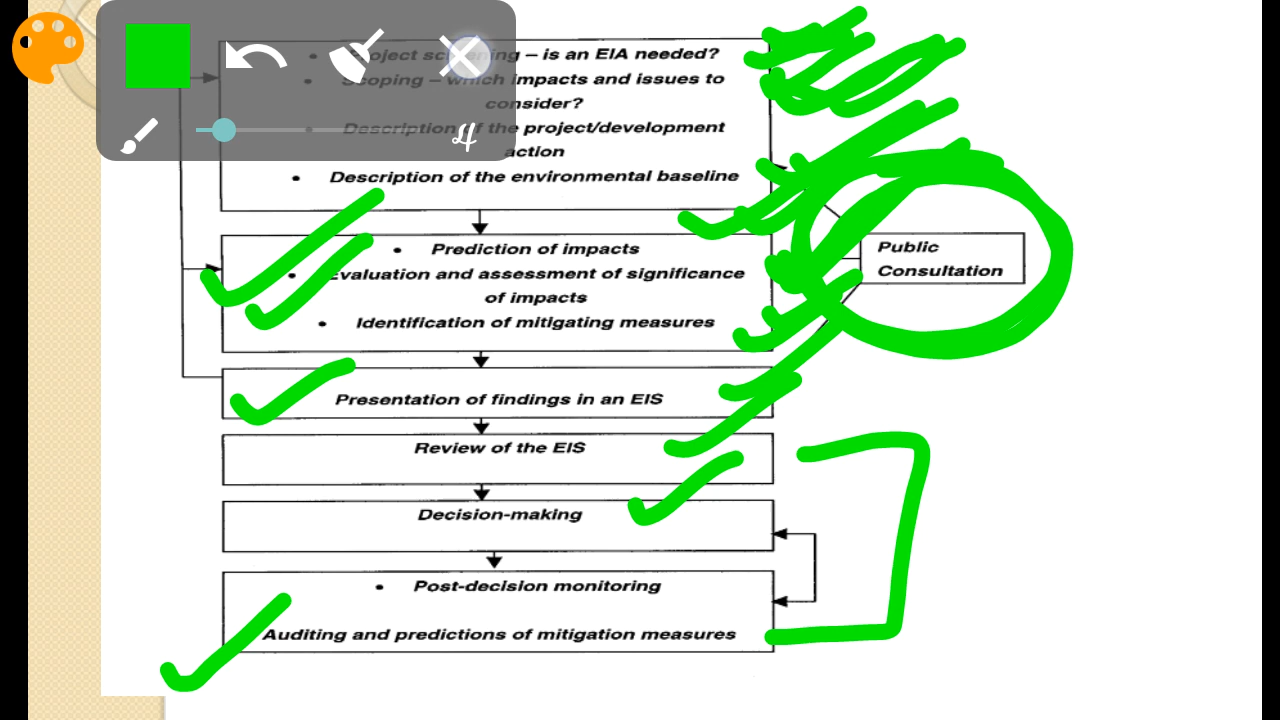 • Project screening – is an EIA needed?
• Scoping – which impacts and issues to
consider?
• Description of the project/development
action
• Description of the environmental baseline
• Prediction of impacts
• Evaluation and assessment of significance
of impacts
• Identification of mitigating measures
Public
Consultation
Presentation of findings in an EIS
Review of the EIS
Decision-making
• Post-decision monitoring
Auditing and predictions of mitigation measures